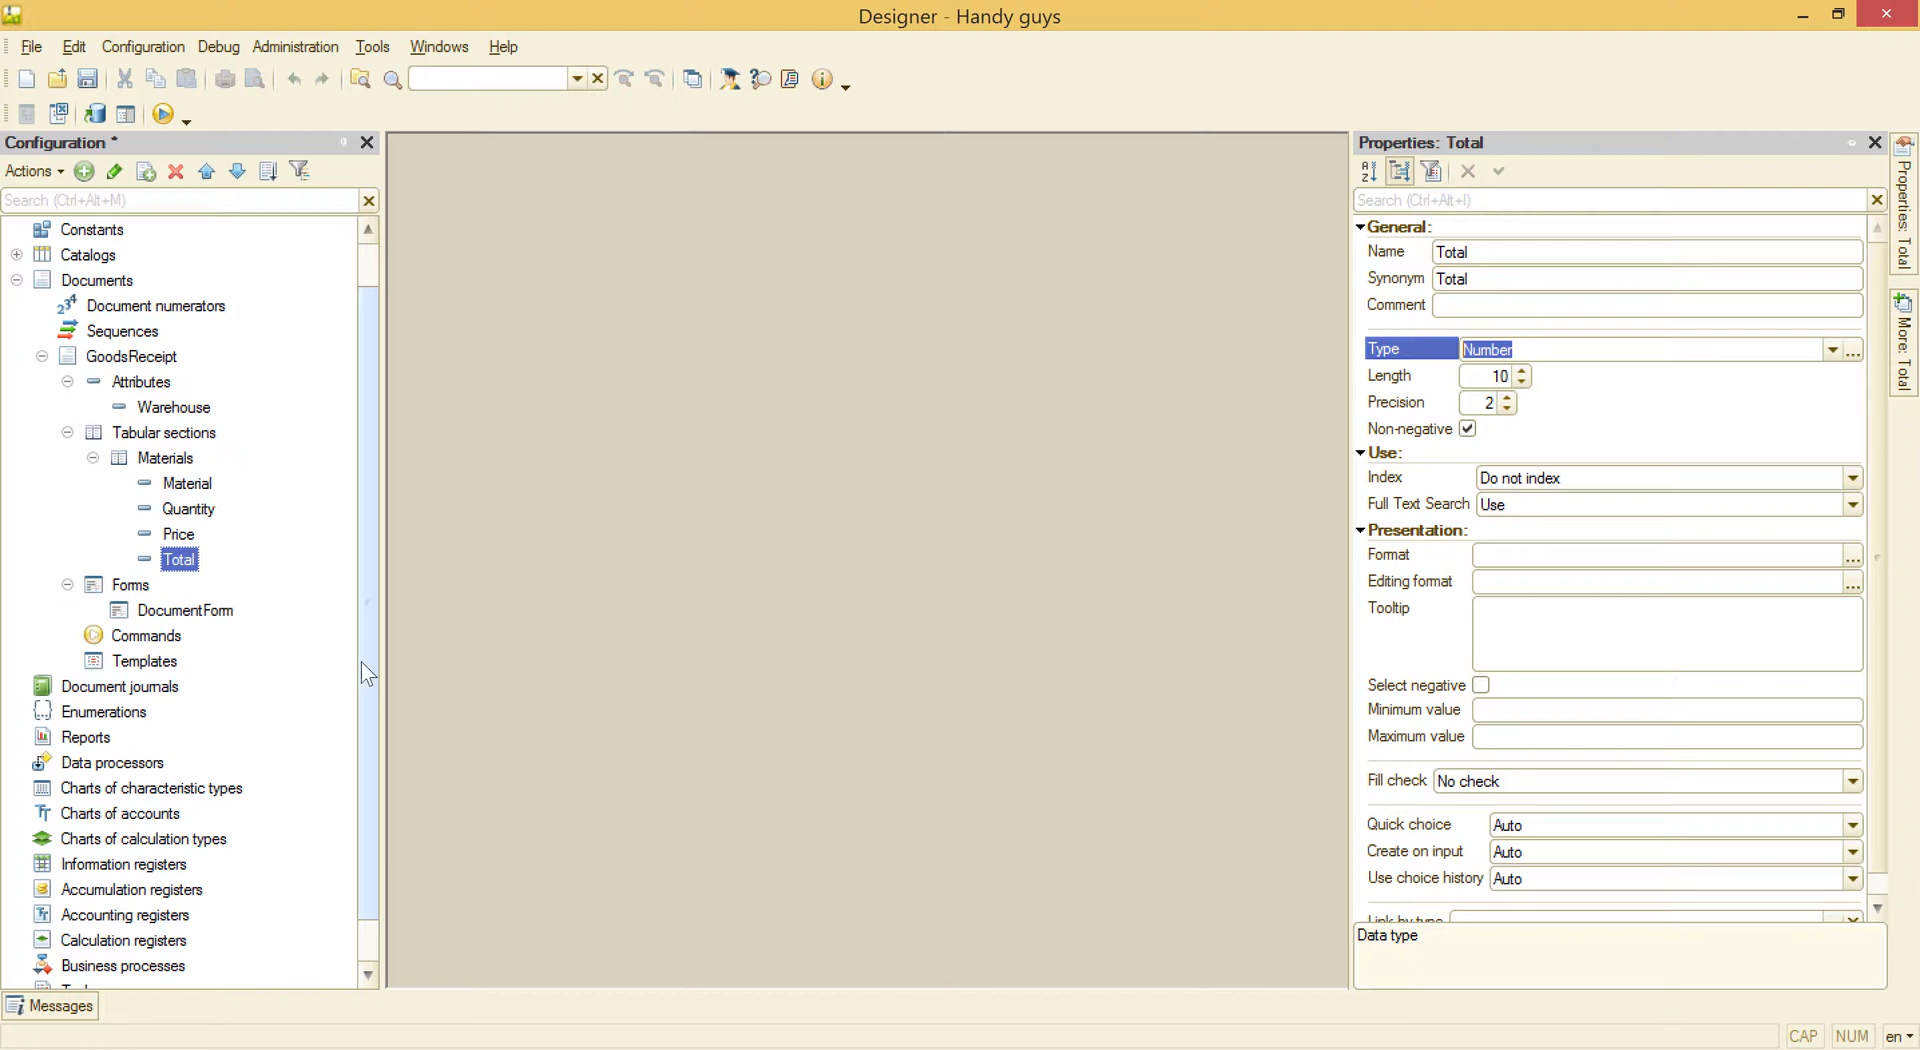 Designer - Handy guys
File Edit Configuration Debug Administration Tools Windows Help
Configuration *
Actions
Search (Ctrl+Alt+M)
Constants
Catalogs
Documents
Document numerators
Sequences
GoodsReceipt
Attributes
Warehouse
Tabular sections
Materials
Material
Quantity
Price
Total
Forms
DocumentForm
Commands
Templates
Document journals
Enumerations
Reports
Data processors
Charts of characteristic types
Charts of accounts
Charts of calculation types
Information registers
Accumulation registers
Accounting registers
Calculation registers
Business processes
Messages
Properties: Total
Search (Ctrl+Alt+I)
General:
Name Total
Synonym Total
Comment
Type Number
Length 10
Precision 2
Non-negative
Use:
Index Do not index
Full Text Search Use
Presentation:
Format
Editing format
Tooltip
Select negative
Minimum value
Maximum value
Fill check No check
Quick choice Auto
Create on input Auto
Use choice history Auto
Link by type
Data type
Properties: Total
More: Total
CAP NUM en